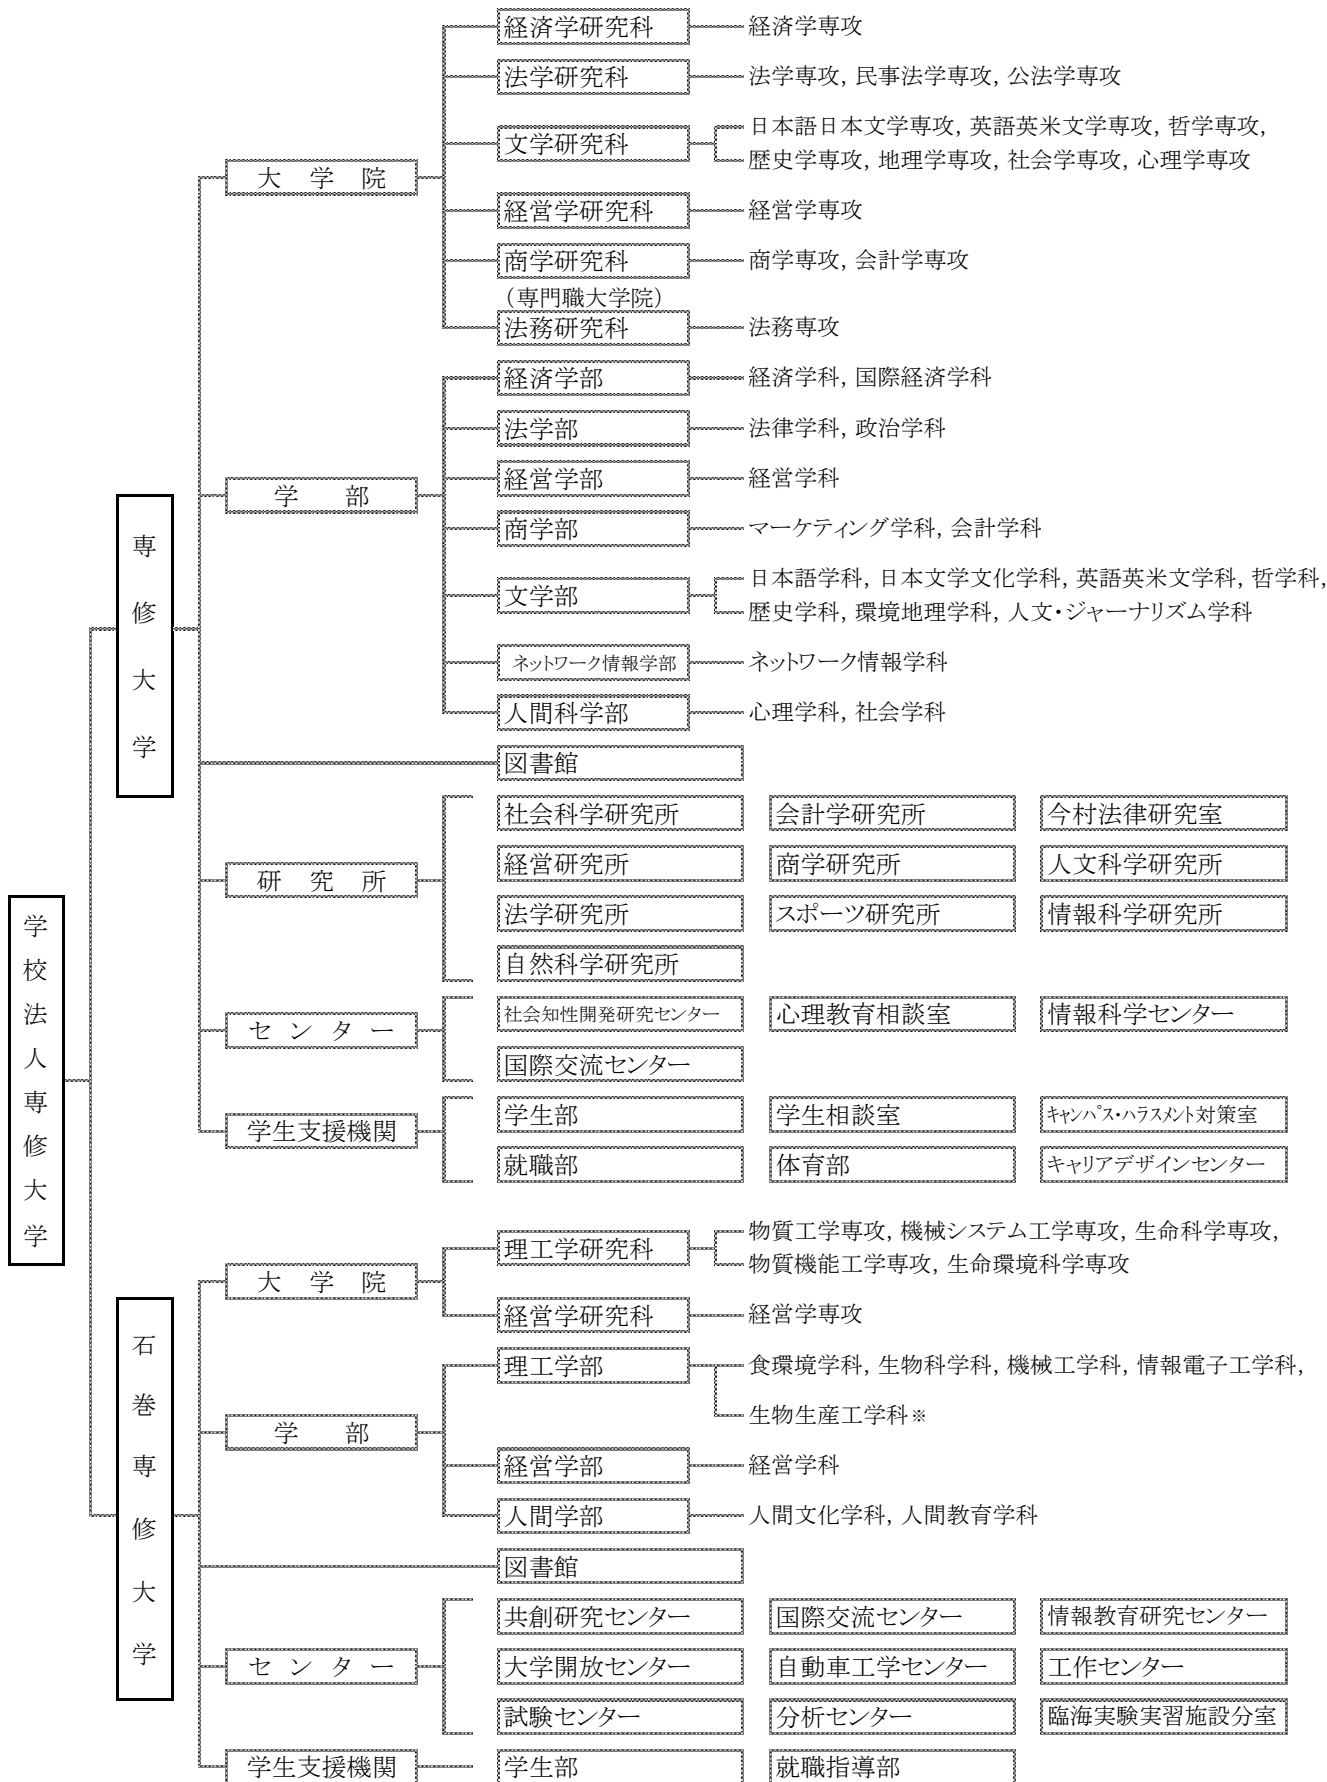 学校法人専修大学
専修大学
大学院
経済学研究科
経済学専攻
法学研究科
法学専攻, 民事法学専攻, 公法学専攻
文学研究科
日本語日本文学専攻, 英語英米文学専攻, 哲学専攻,
歴史学専攻, 地理学専攻, 社会学専攻, 心理学専攻
経営学研究科
経営学専攻
商学研究科
商学専攻, 会計学専攻
(専門職大学院)
法務研究科
法務専攻
学部
経済学部
経済学科, 国際経済学科
法学部
法律学科, 政治学科
経営学部
経営学科
商学部
マーケティング学科, 会計学科
文学部
日本語学科, 日本文学文化学科, 英語英米文学科, 哲学科,
歴史学科, 環境地理学科, 人文・ジャーナリズム学科
ネットワーク情報学部
ネットワーク情報学科
人間科学部
心理学科, 社会学科
図書館
研究所
社会科学研究所
会計学研究所
今村法律研究室
経営研究所
商学研究所
人文科学研究所
法学研究所
スポーツ研究所
情報科学研究所
自然科学研究所
センター
社会知性開発研究センター
心理教育相談室
情報科学センター
国際交流センター
学生支援機関
学生部
学生相談室
キャンパス・ハラスメント対策室
就職部
体育部
キャリアデザインセンター
石巻専修大学
大学院
理工学研究科
物質工学専攻, 機械システム工学専攻, 生命科学専攻,
物質機能工学専攻, 生命環境科学専攻
経営学研究科
経営学専攻
学部
理工学部
食環境学科, 生物科学科, 機械工学科, 情報電子工学科,
生物生産工学科※
経営学部
経営学科
人間学部
人間文化学科, 人間教育学科
図書館
センター
共創研究センター
国際交流センター
情報教育研究センター
大学開放センター
自動車工学センター
工作センター
試験センター
分析センター
臨海実験実習施設分室
学生支援機関
学生部
就職指導部